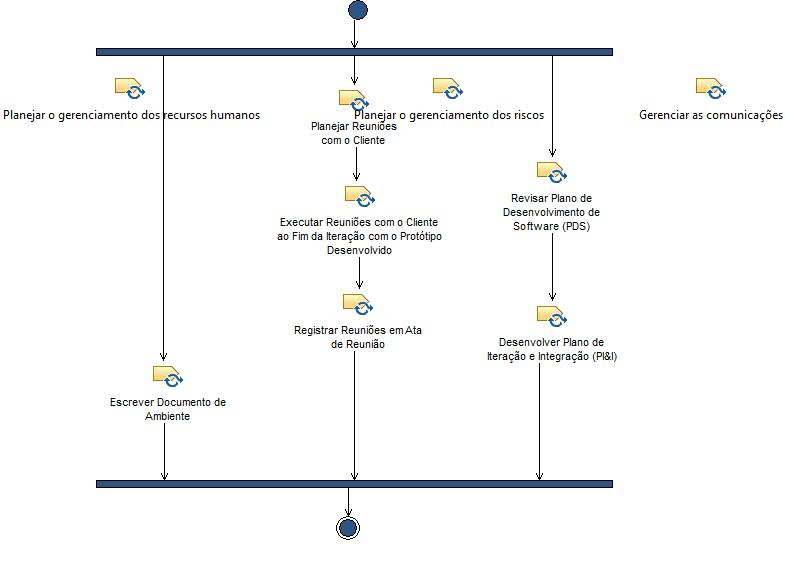 Planejar o gerenciamento dos recursos humanos
Planejar o gerenciamento dos riscos
Gerenciar as comunicações
Planejar Reuniões
com o Cliente
Revisar Plano de
Desenvolvimento de
Software (PDS)
Executar Reuniões com o Cliente
ao Fim da Iteração com o Protótipo
Desenvolvido
Registrar Reuniões em Ata
de Reunião
Desenvolver Plano de
Iteração e Integração (PI&I)
Escrever Documento de
Ambiente